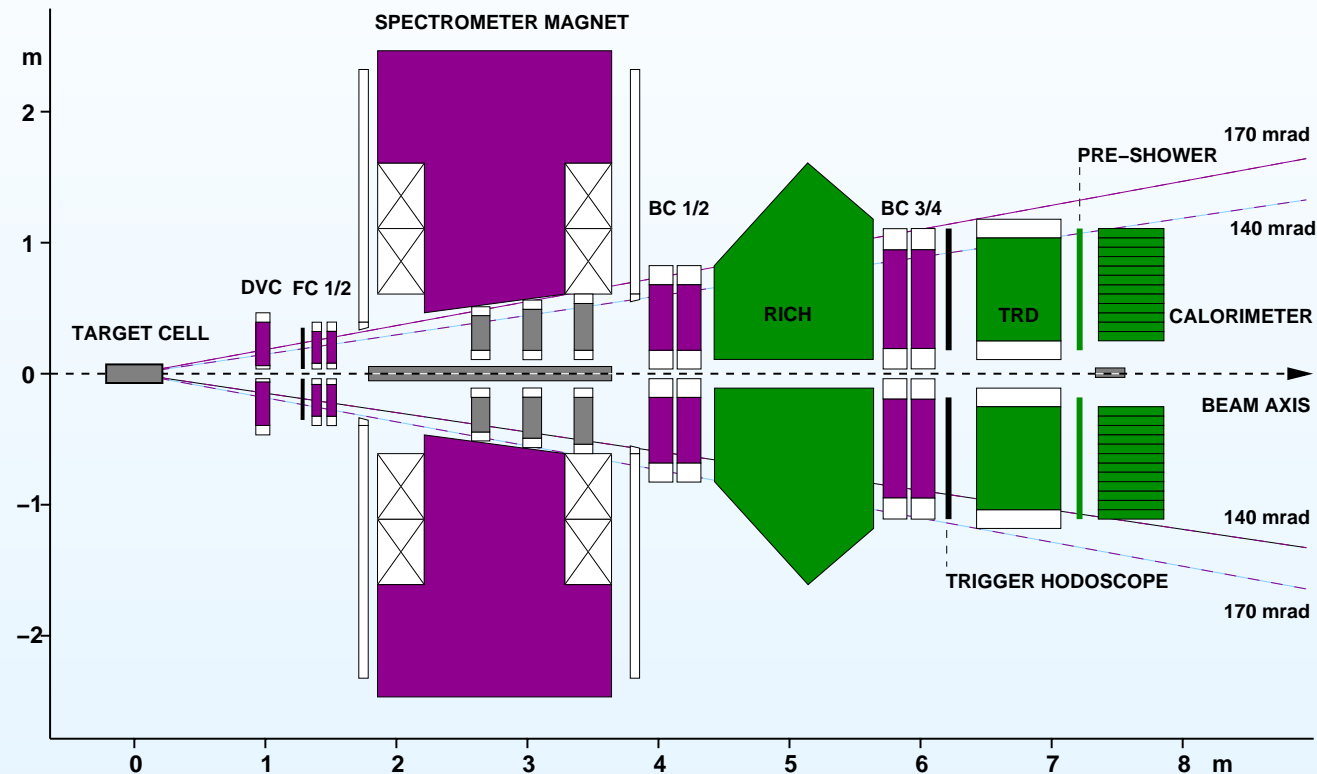 SPECTROMETER MAGNET
m
2
170 mrad
PRE−SHOWER
BC 1/2
BC 3/4
1
140 mrad
DVC
FC 1/2
RICH
TRD
CALORIMETER
TARGET CELL
0
BEAM AXIS
−1
140 mrad
TRIGGER HODOSCOPE
170 mrad
−2
0 1 2 3 4 5 6 7 8 m